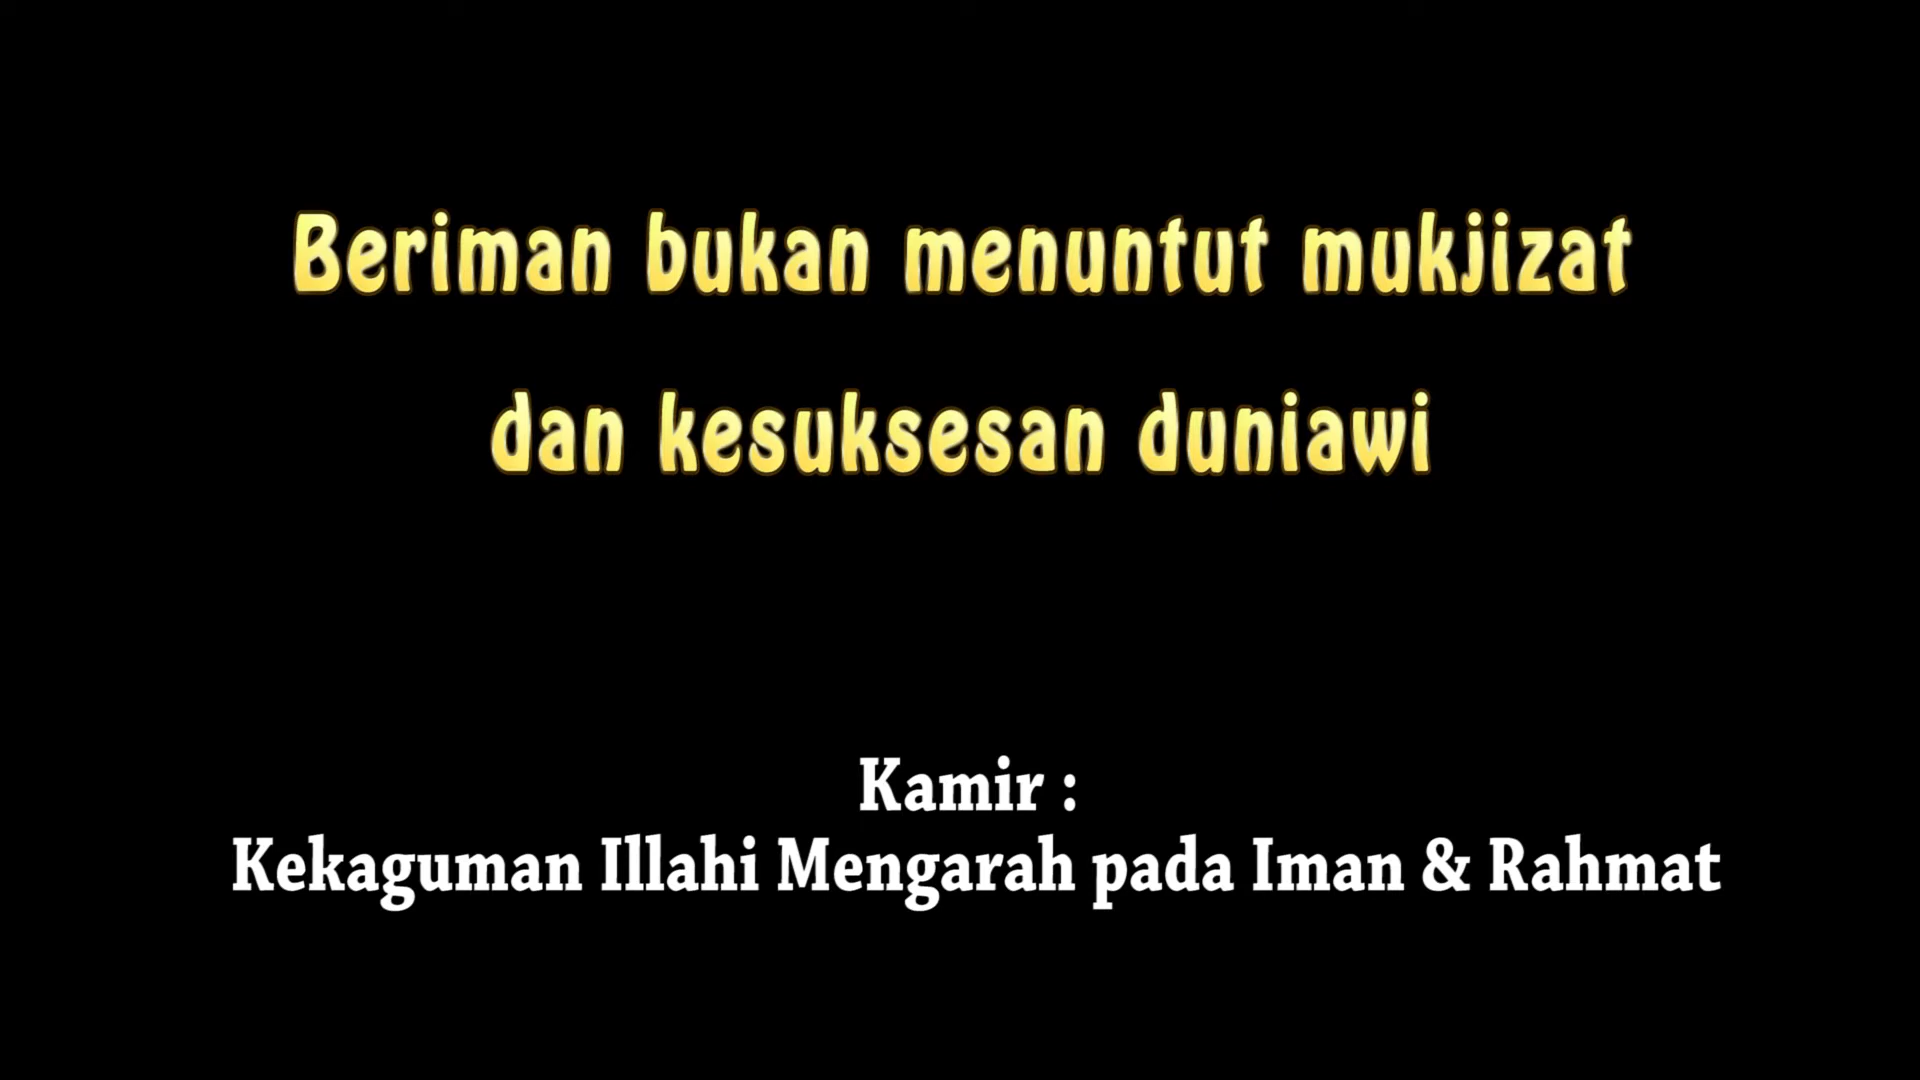 Beriman bukan menuntut mukjizat
dan kesuksesan duniawi
Kamir :
Kekaguman Illahi Mengarah pada Iman & Rahmat